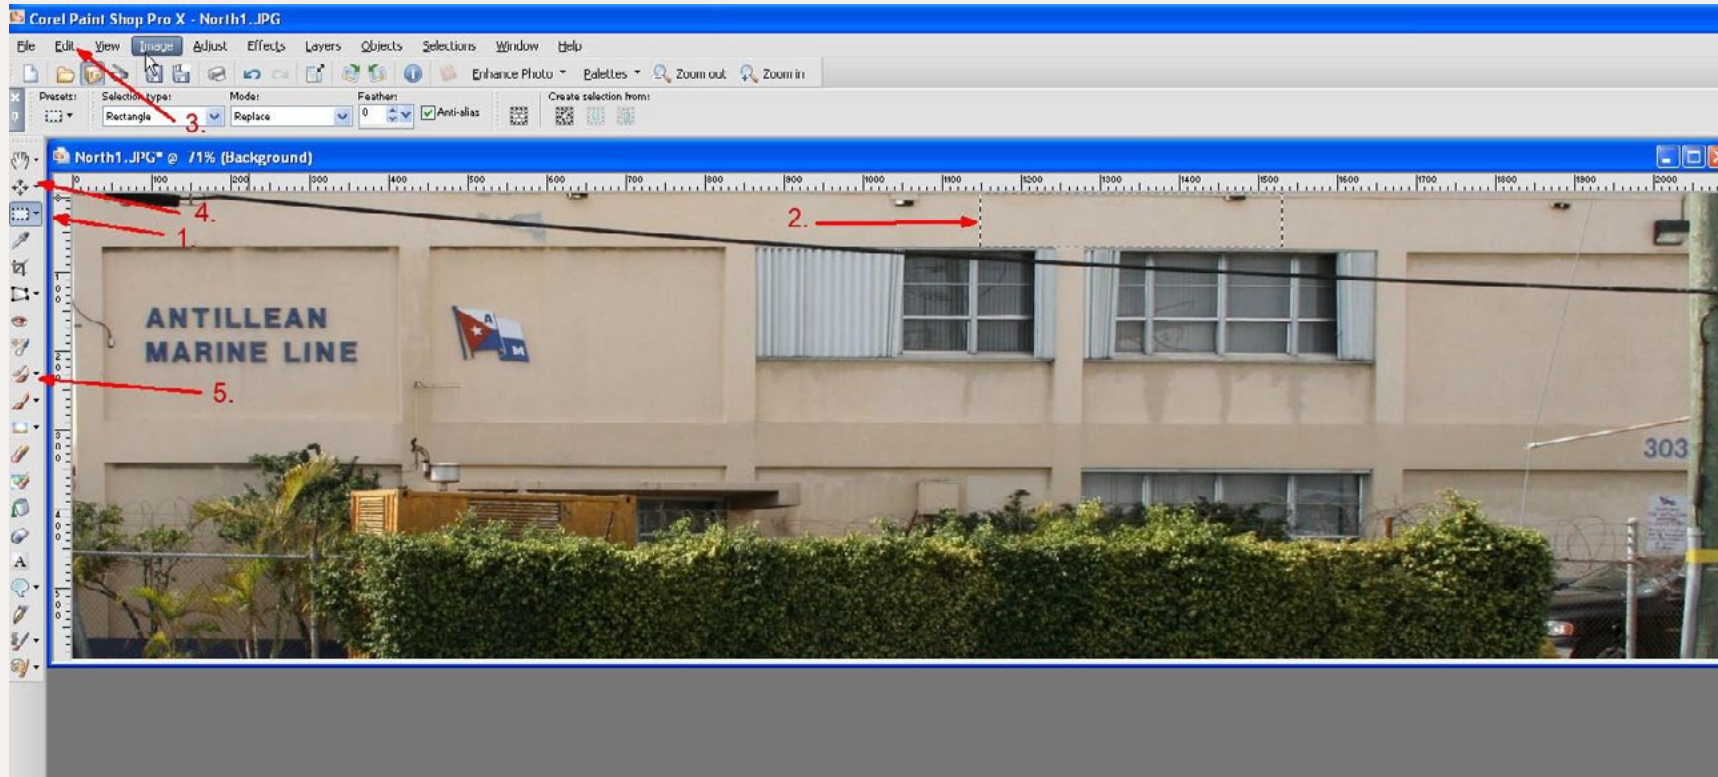 Corel Paint Shop Pro X - North1.JPG
File Edit View Image Adjust Effects Layers Objects Selections Window Help
Enhance Photo Palettes Zoom out Zoom in
Presets: Selection type: Mode: Feather: Create selection from:
Rectangle Replace 0 Anti-alias
3.
North1.JPG* @ 71% (Background)
0 100 200 300 400 500 600 700 800 900 1000 1100 1200 1300 1400 1500 1600 1700 1800 1900 2000
4.
1.
2.
ANTILLEAN
MARINE LINE
A
M
5.
303